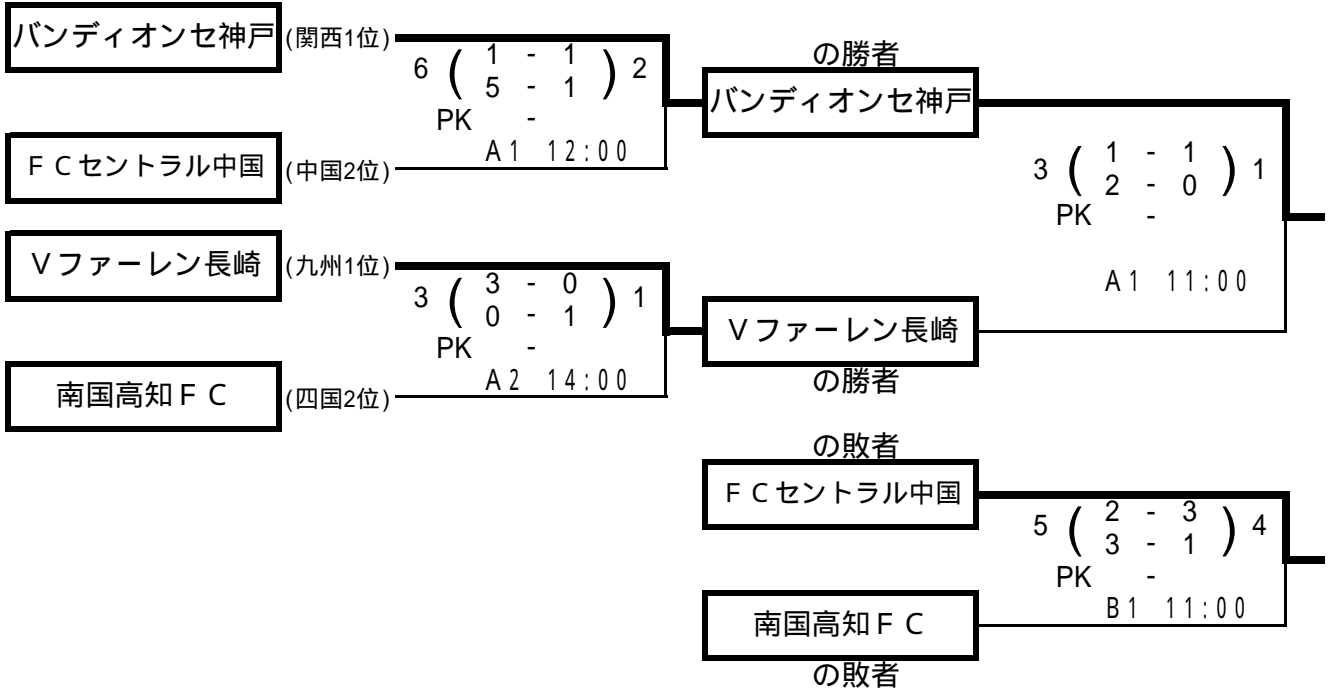 バンディオンセ神戸 (関西1位)
6 ( 1 - 1 ) 2
5 - 1
PK -
A1 12:00
ＦＣセントラル中国 (中国2位)
Ｖファーレン長崎 (九州1位)
3 ( 3 - 0 ) 1
0 - 1
PK -
A2 14:00
南国高知ＦＣ (四国2位)
の勝者
バンディオンセ神戸
3 ( 1 - 1 ) 1
2 - 0
PK -
A1 11:00
Ｖファーレン長崎
の勝者
の敗者
ＦＣセントラル中国
5 ( 2 - 3 ) 4
3 - 1
PK -
B1 11:00
南国高知ＦＣ
の敗者